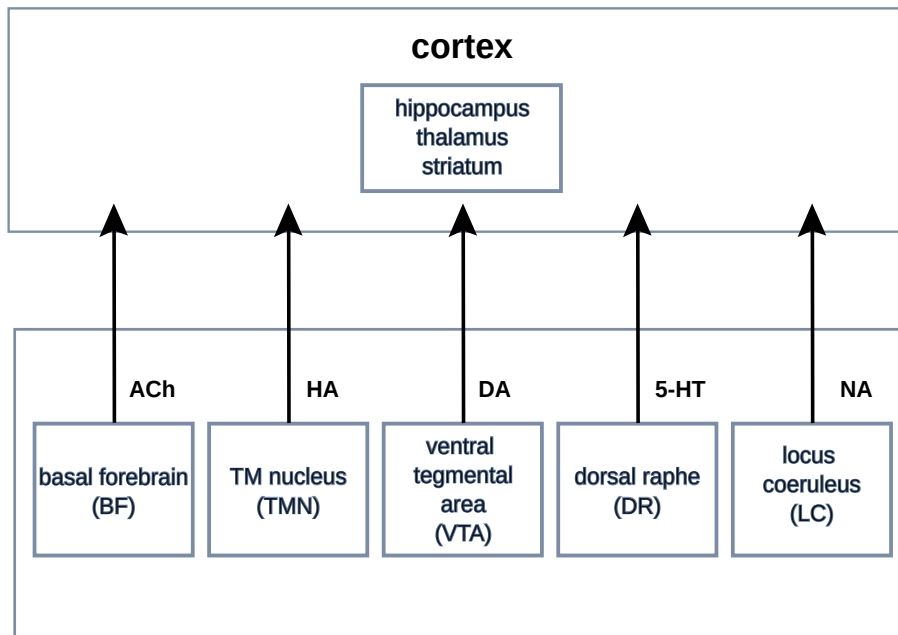 cortex
hippocampus
thalamus
striatum
ACh
HA
DA
5-HT
NA
basal forebrain
(BF)
TM nucleus
(TMN)
ventral
tegmental
area
(VTA)
dorsal raphe
(DR)
locus
coeruleus
(LC)